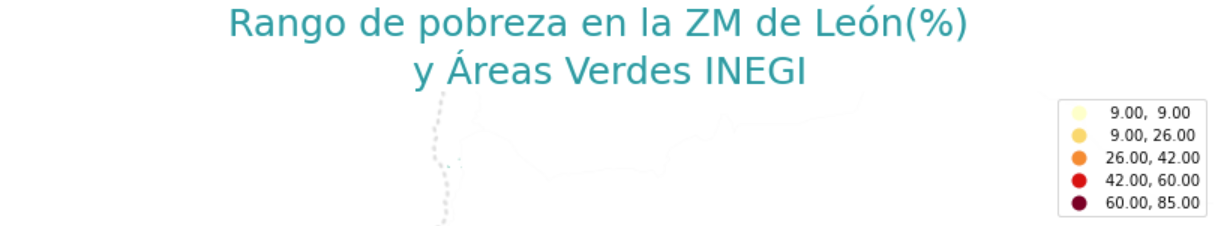 Rango de pobreza en la ZM de León(%)
y Áreas Verdes INEGI
9.00, 9.00
9.00, 26.00
26.00, 42.00
42.00, 60.00
60.00, 85.00